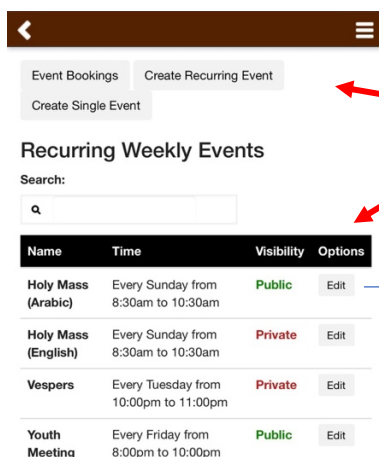 Event Bookings Create Recurring Event
Create Single Event
Recurring Weekly Events
Search:
Name Time Visibility Options
Holy Mass Every Sunday from Public Edit
(Arabic) 8:30am to 10:30am
Holy Mass Every Sunday from Private Edit
(English) 8:30am to 10:30am
Vespers Every Tuesday from Private Edit
10:00pm to 11:00pm
Youth Every Friday from Public Edit
Meeting 8:00pm to 10:00pm